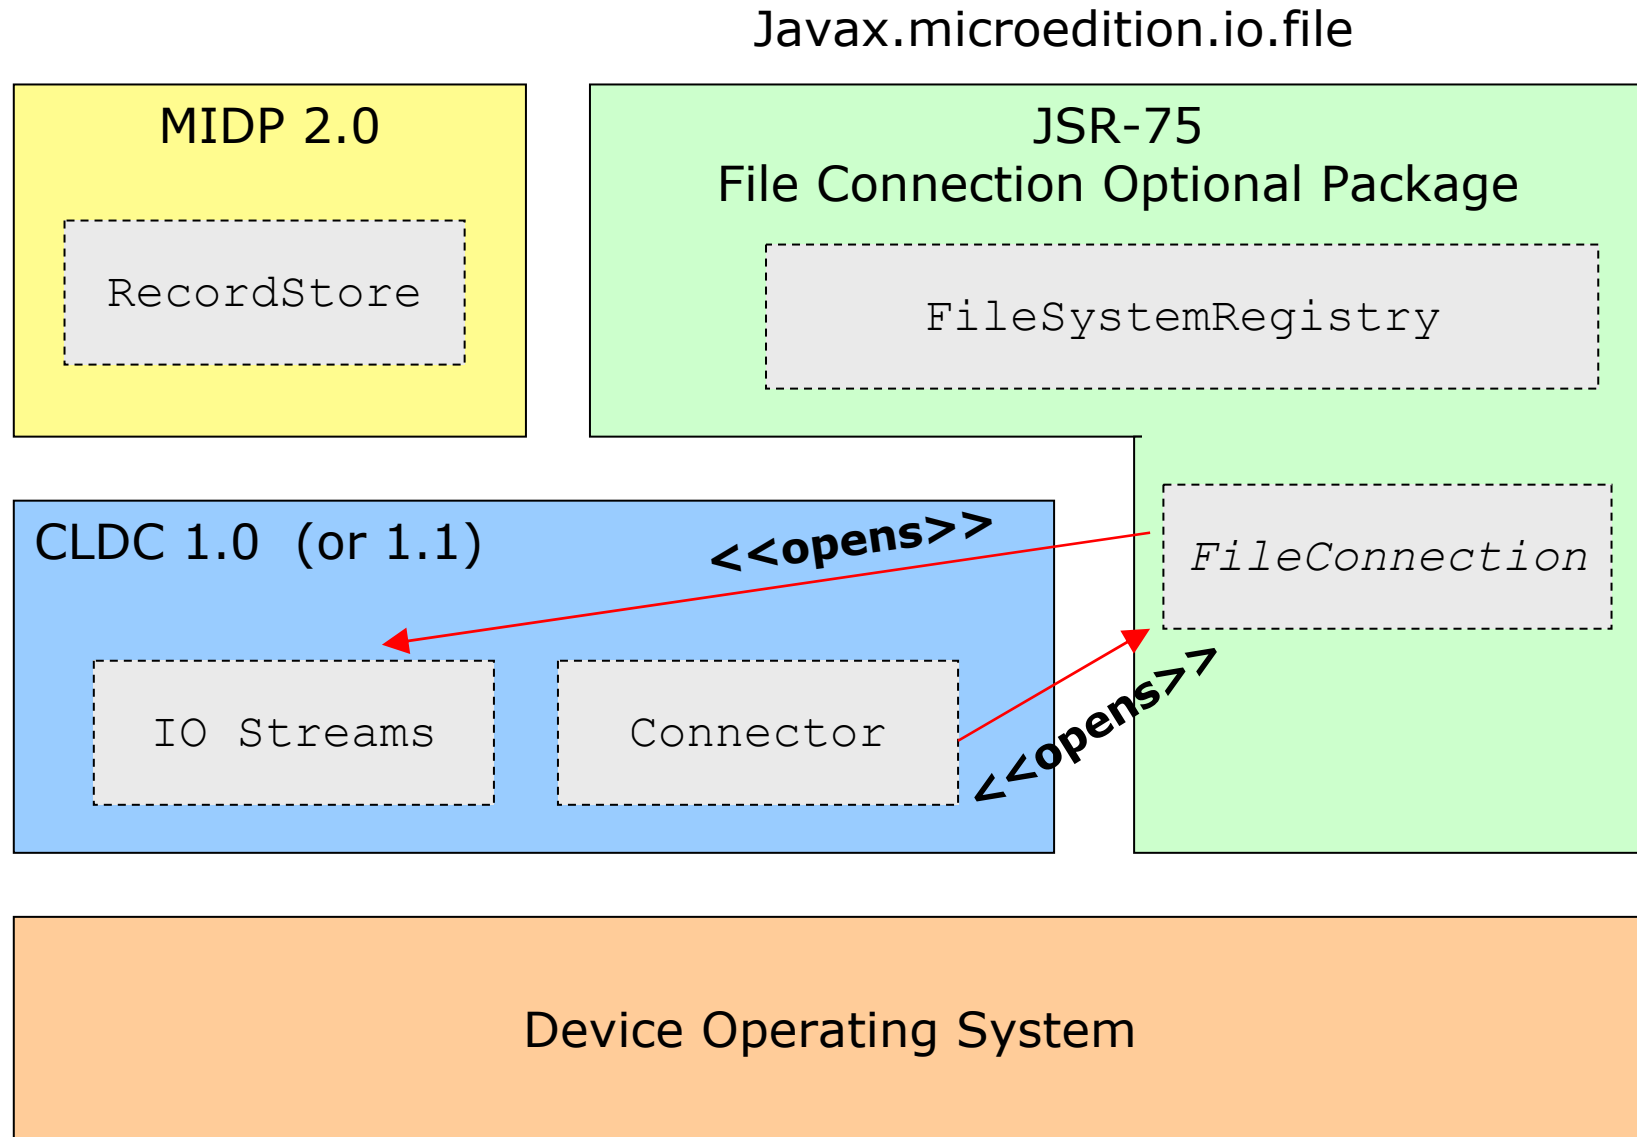 Javax.microedition.io.file
MIDP 2.0
RecordStore
JSR-75
File Connection Optional Package
FileSystemRegistry
FileConnection
CLDC 1.0 (or 1.1)
<<opens>>
IO Streams
Connector
<<opens>>
Device Operating System